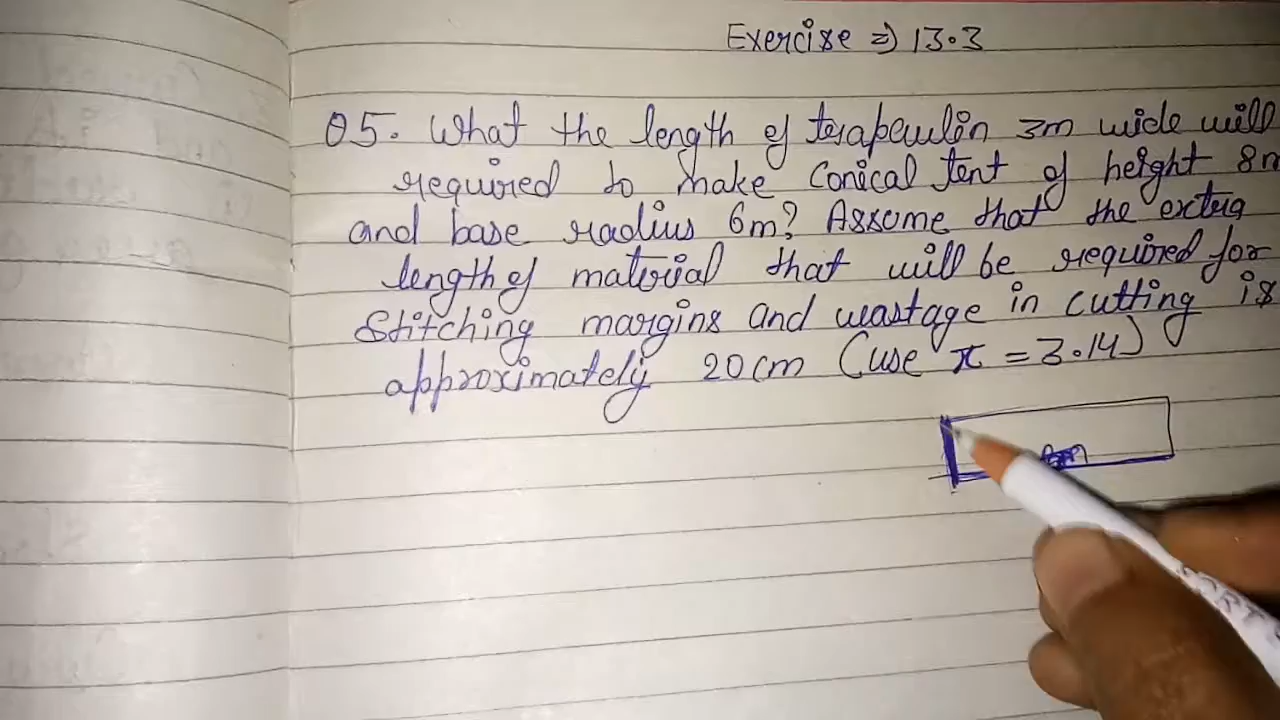 Exercise ⇒ 13.3
Q5. What the length of terapewlin 3m wide will
required to make conical tent of height 8m
and base radius 6m? Assume that the extra
length of material that will be required for
Stitching margins and wastage in cutting is
approximately 20cm (use π = 3.14)